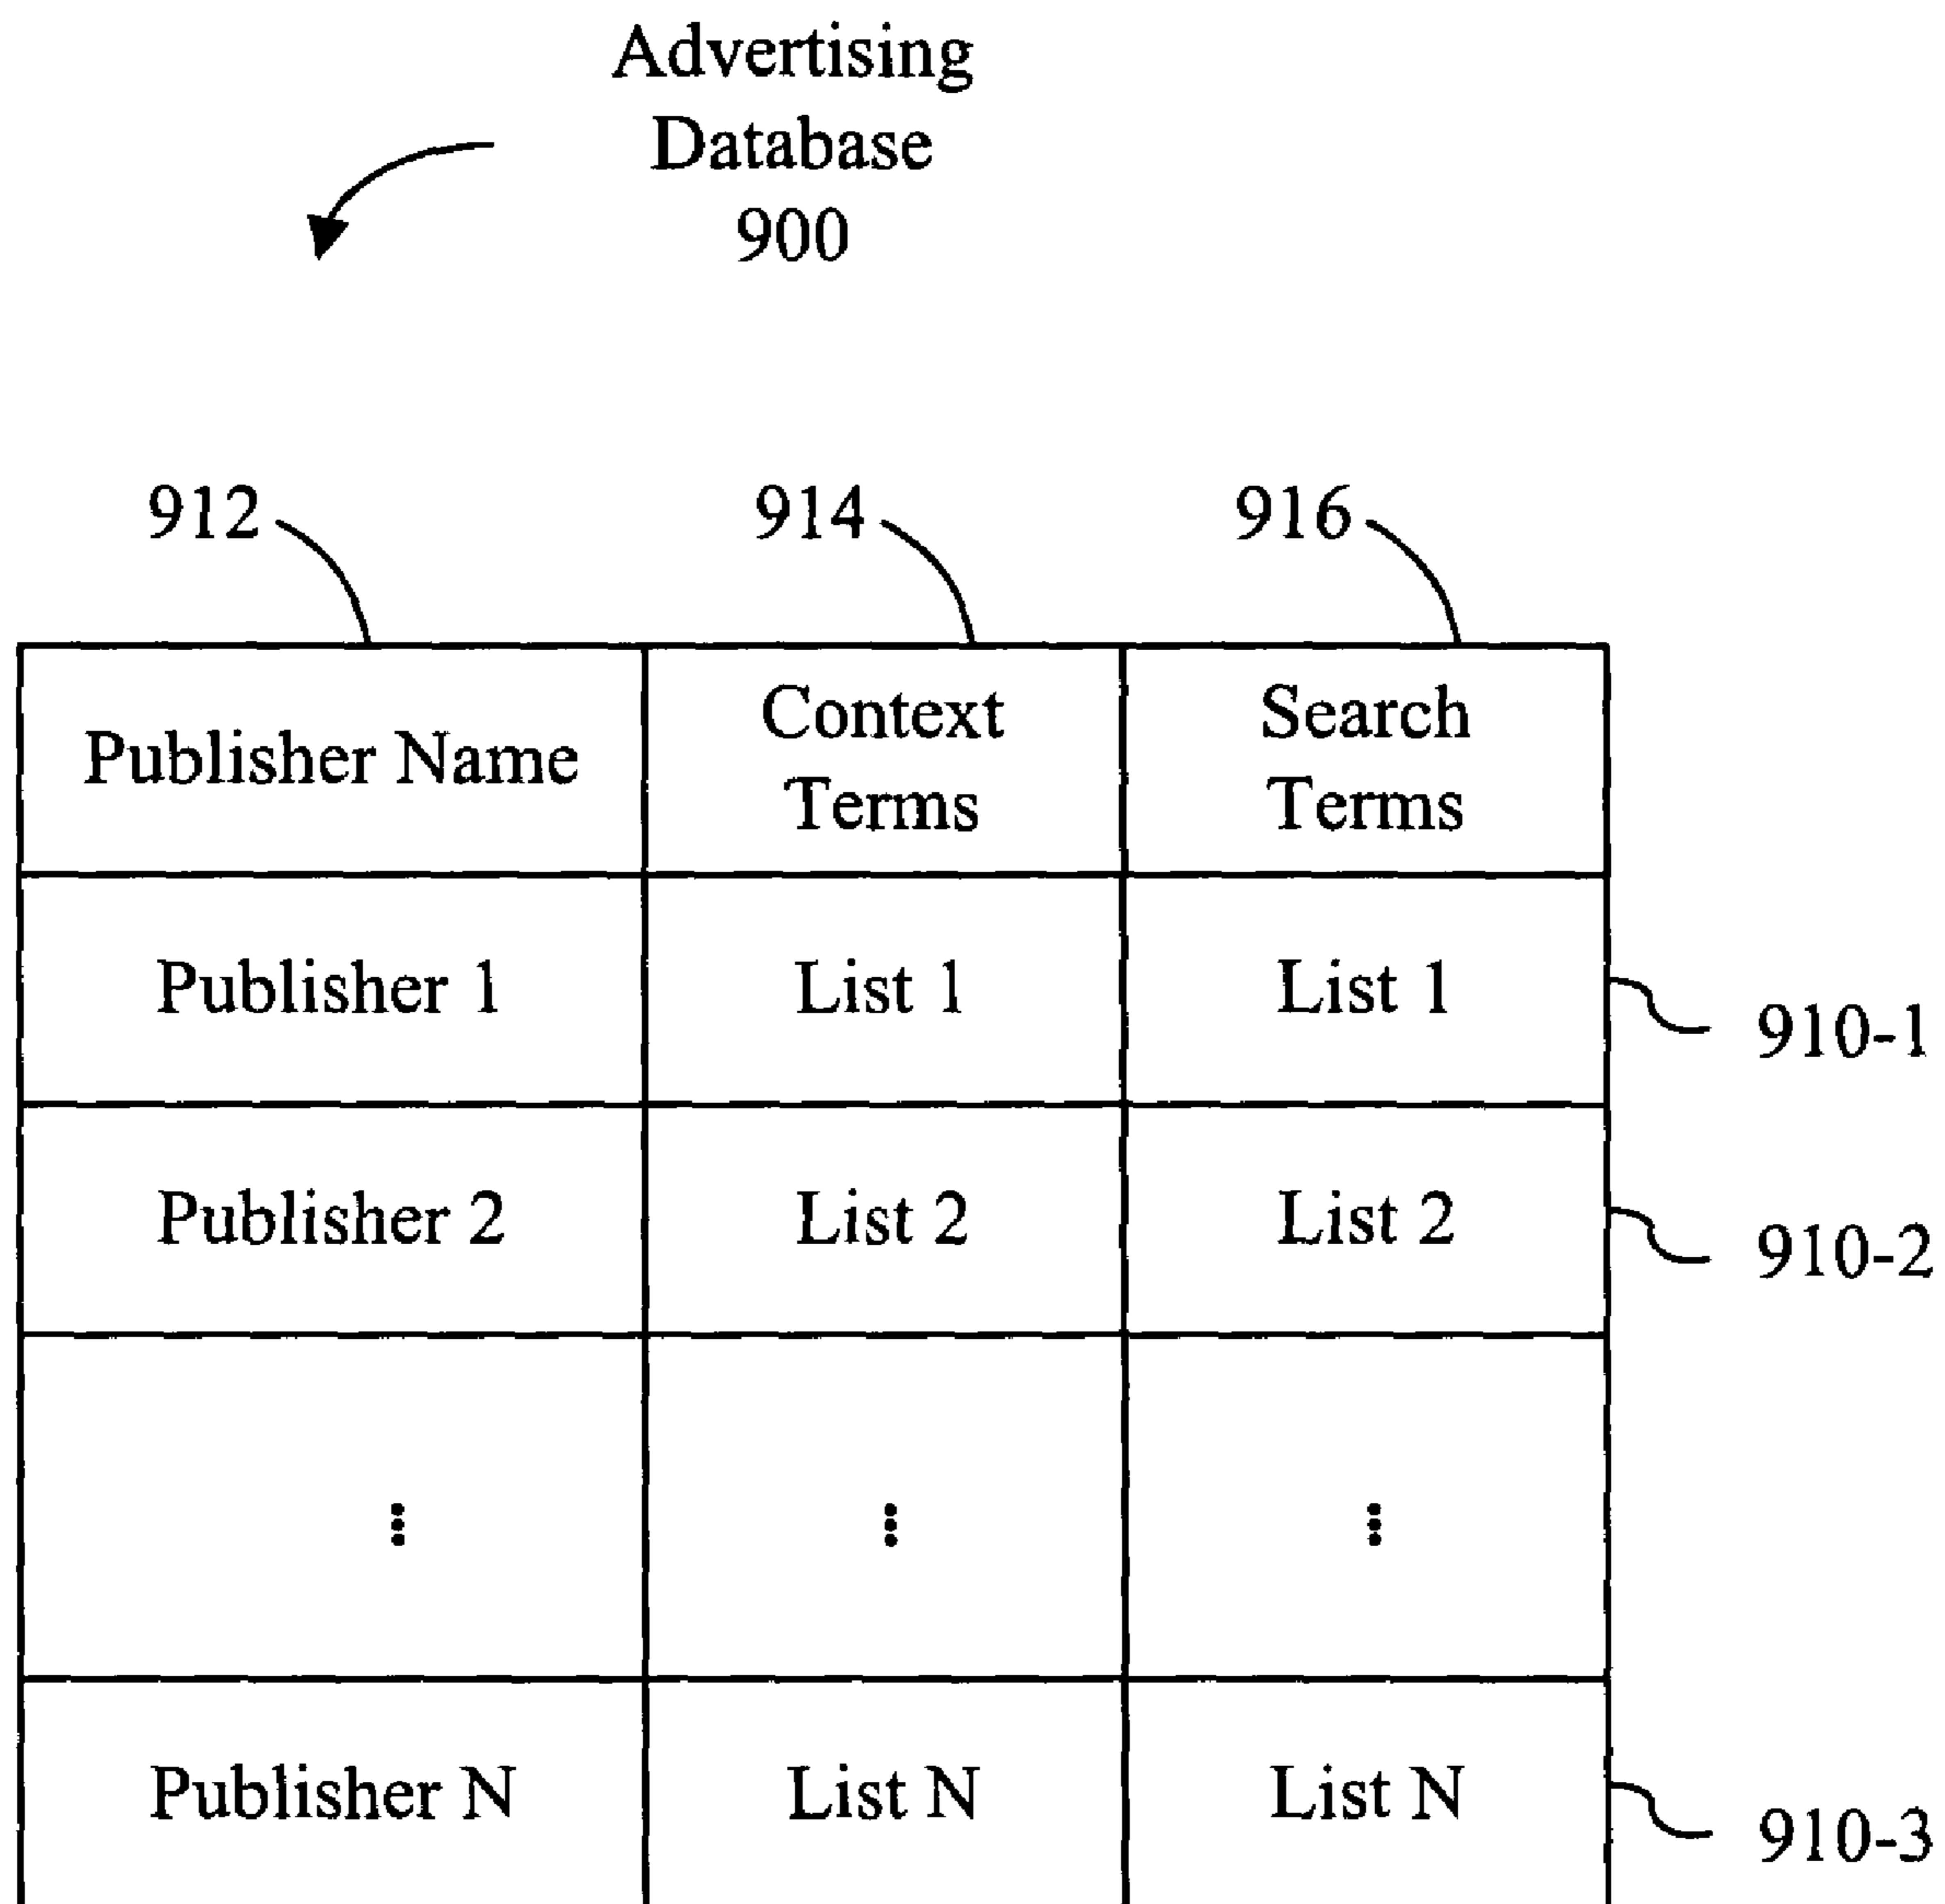 Advertising
Database
900
912
914
916
Publisher Name
Context
Terms
Search
Terms
Publisher 1
List 1
List 1
910-1
Publisher 2
List 2
List 2
910-2
Publisher N
List N
List N
910-3